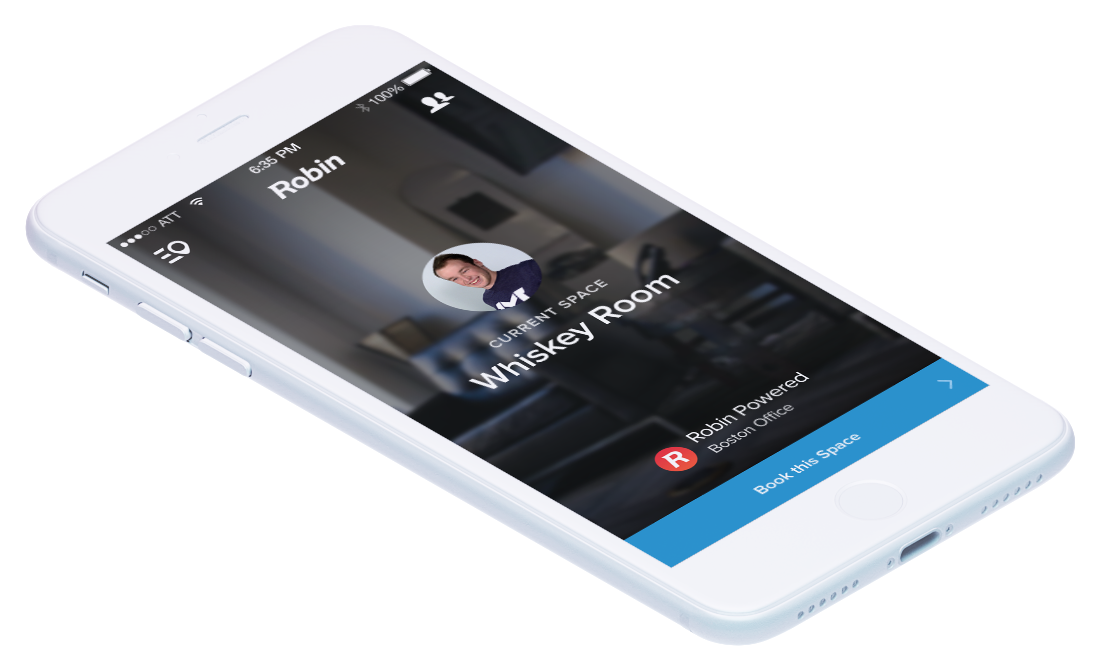 ATT 6:35 PM 100%
Robin
CURRENT SPACE
Whiskey Room
R
Robin Powered
Boston Office
Book this Space